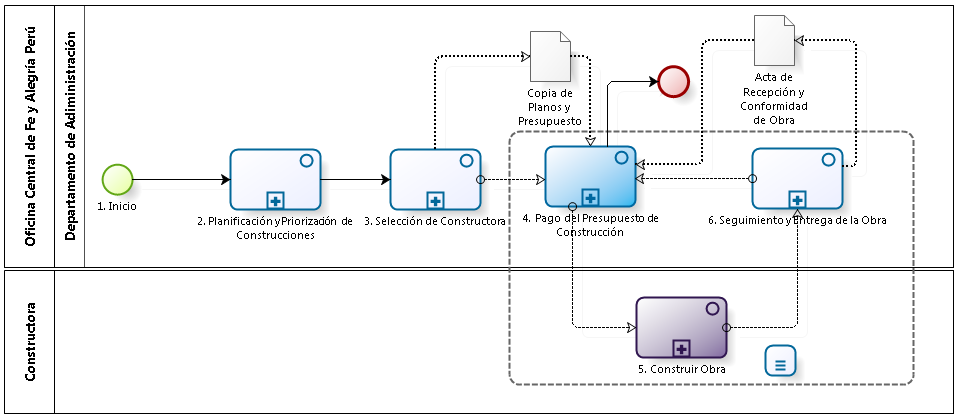 Oficina Central de Fe y Alegría Perú
Departamento de Adiministración
1. Inicio
2. Planificación y Priorización de
Construcciones
3. Selección de Constructora
Copia de
Planos y
Presupuesto
4. Pago del Presupuesto de
Construcción
Acta de
Recepción y
Conformidad
de Obra
6. Seguimiento y Entrega de la Obra
Constructora
5. Construir Obra